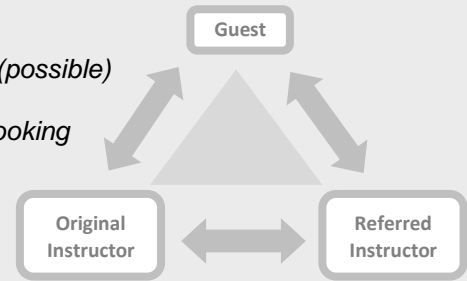 Guest
(possible)
ooking
Original
Instructor
Referred
Instructor